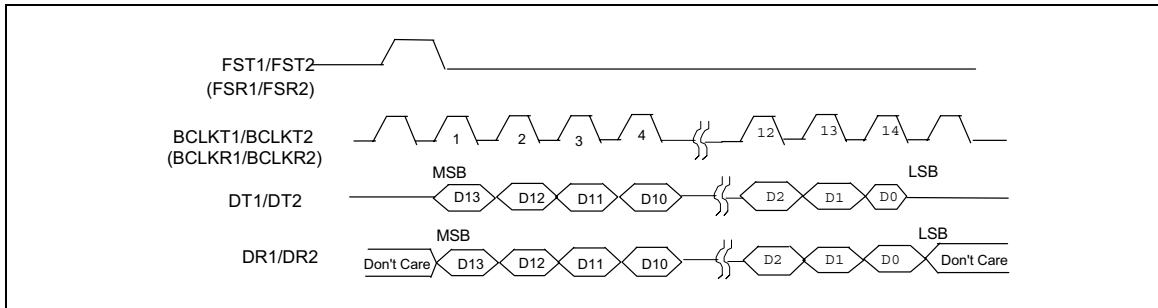 FST1/FST2
(FSR1/FSR2)
BCLKT1/BCLKT2
(BCLKR1/BCLKR2)
1 2 3 4 12 13 14
MSB LSB
DT1/DT2
D13 D12 D11 D10 D2 D1 D0
MSB LSB
DR1/DR2
Don't Care D13 D12 D11 D10 D2 D1 D0 Don't Care